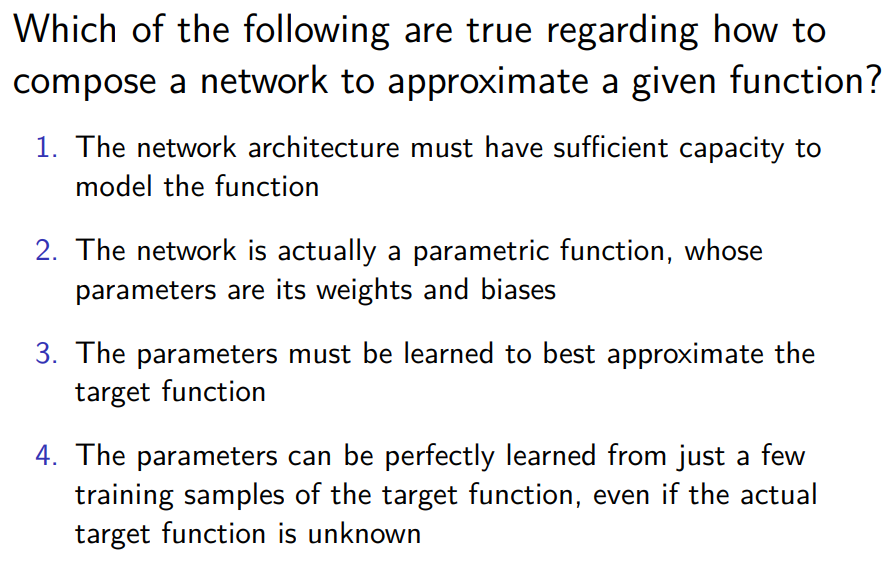 Which of the following are true regarding how to
compose a network to approximate a given function?
1. The network architecture must have sufficient capacity to
model the function
2. The network is actually a parametric function, whose
parameters are its weights and biases
3. The parameters must be learned to best approximate the
target function
4. The parameters can be perfectly learned from just a few
training samples of the target function, even if the actual
target function is unknown